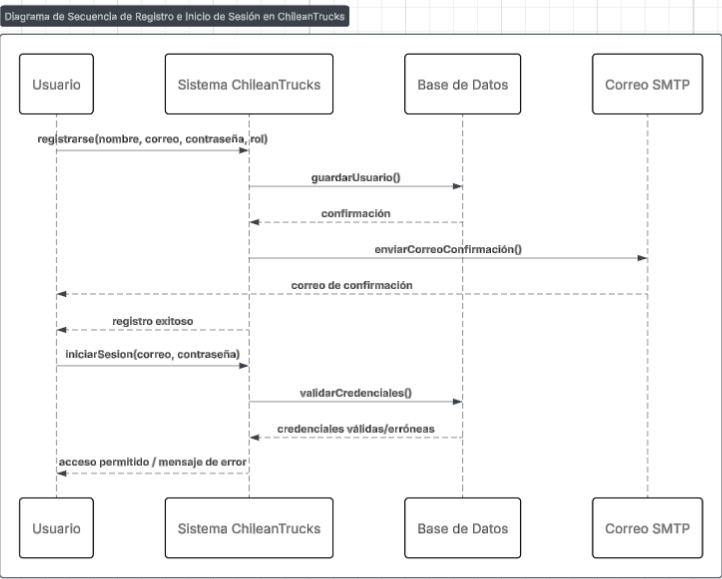 Diagrama de Secuencia de Registro e Inicio de Sesión en ChileanTrucks
Usuario
Sistema ChileanTrucks
Base de Datos
Correo SMTP
registrarse(nombre, correo, contraseña, rol)
guardarUsuario()
confirmación
enviarCorreoConfirmación()
correo de confirmación
registro exitoso
iniciarSesion(correo, contraseña)
validarCredenciales()
credenciales válidas/erróneas
acceso permitido / mensaje de error
Usuario
Sistema ChileanTrucks
Base de Datos
Correo SMTP